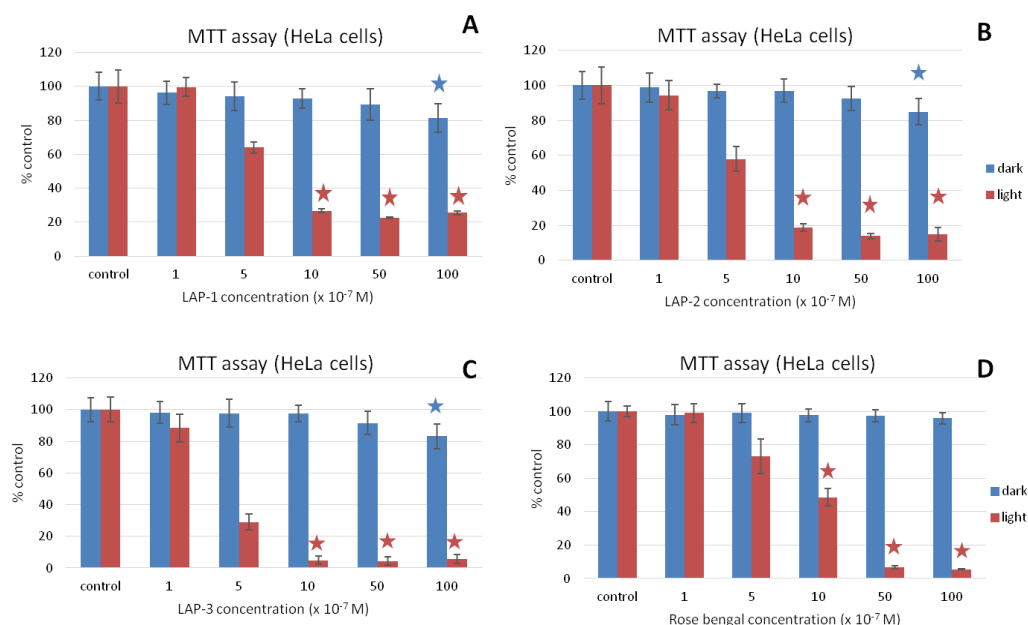 A
MTT assay (HeLa cells)
120
100
80
60
40
20
0
% control
control 1 5 10 50 100
LAP-1 concentration (x 10⁻⁷ M)
B
MTT assay (HeLa cells)
120
100
80
60
40
20
0
% control
control 1 5 10 50 100
LAP-2 concentration (x 10⁻⁷ M)
dark
light
C
MTT assay (HeLa cells)
120
100
80
60
40
20
0
% control
control 1 5 10 50 100
LAP-3 concentration (x 10⁻⁷ M)
D
MTT assay (HeLa cells)
120
100
80
60
40
20
0
% control
control 1 5 10 50 100
Rose bengal concentration (x 10⁻⁷ M)
dark
light